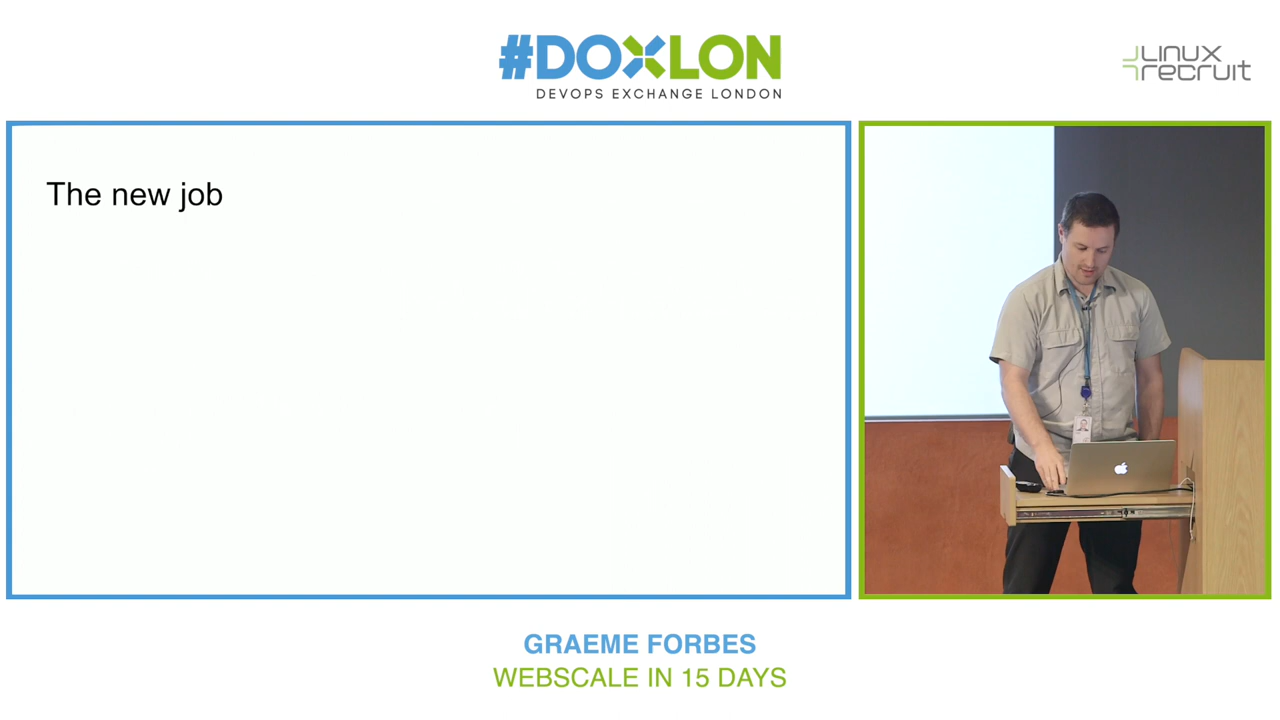 #DOXLON
DEVOPS EXCHANGE LONDON
Linux
recruit
The new job
GRAEME FORBES
WEBSCALE IN 15 DAYS